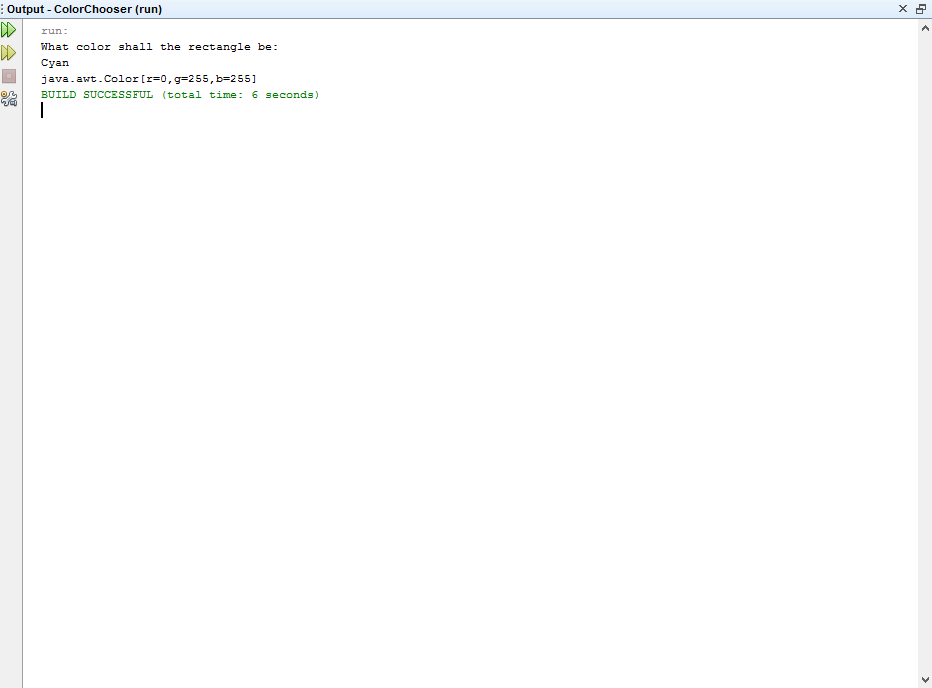 Output - ColorChooser (run)
run:
What color shall the rectangle be:
Cyan
java.awt.Color[r=0,g=255,b=255]
BUILD SUCCESSFUL (total time: 6 seconds)